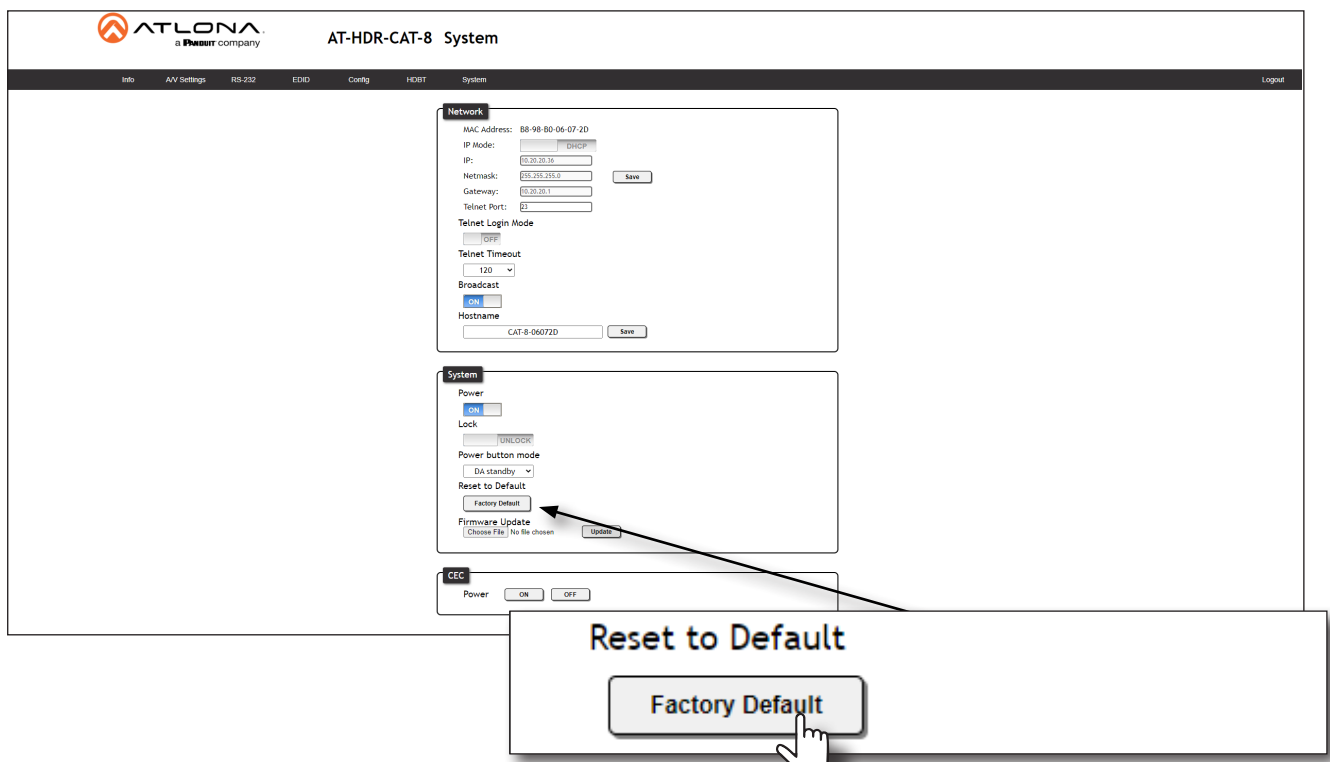 ATLONA.
a PANDUIT company
AT-HDR-CAT-8 System
Info A/V Settings RS-232 EDID Config HDBT System Logout
Network
MAC Address: B8-98-B0-06-07-2D
IP Mode: DHCP
IP: 10.20.20.36
Netmask: 255.255.255.0 Save
Gateway: 10.20.20.1
Telnet Port: 23
Telnet Login Mode
OFF
Telnet Timeout
120
Broadcast
ON
Hostname
CAT-8-06072D Save
System
Power
ON
Lock
UNLOCK
Power button mode
DA standby
Reset to Default
Factory Default
Firmware Update
Choose File No file chosen Update
CEC
Power ON OFF
Reset to Default
Factory Default